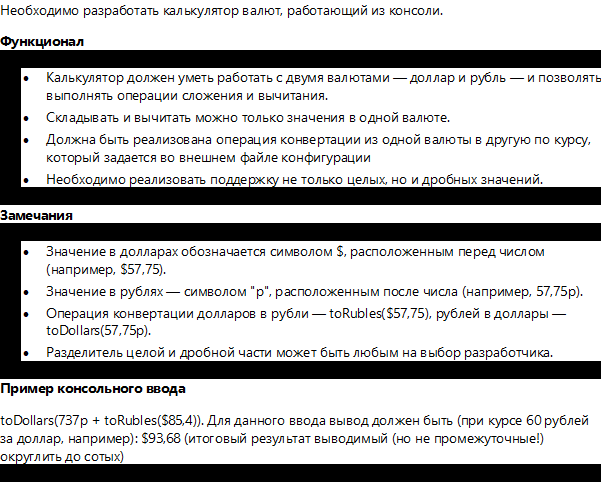 Необходимо разработать калькулятор валют, работающий из консоли.
Функционал
• Калькулятор должен уметь работать с двумя валютами — доллар и рубль — и позволять
выполнять операции сложения и вычитания.
• Складывать и вычитать можно только значения в одной валюте.
• Должна быть реализована операция конвертации из одной валюты в другую по курсу,
который задается во внешнем файле конфигурации
• Необходимо реализовать поддержку не только целых, но и дробных значений.
Замечания
• Значение в долларах обозначается символом $, расположенным перед числом
(например, $57,75).
• Значение в рублях — символом "р", расположенным после числа (например, 57,75р).
• Операция конвертации долларов в рубли — toRubles($57,75), рублей в доллары —
toDollars(57,75р).
• Разделитель целой и дробной части может быть любым на выбор разработчика.
Пример консольного ввода
toDollars(737р + toRubles($85,4)). Для данного ввода вывод должен быть (при курсе 60 рублей
за доллар, например): $93,68 (итоговый результат выводимый (но не промежуточные!)
округлить до сотых)